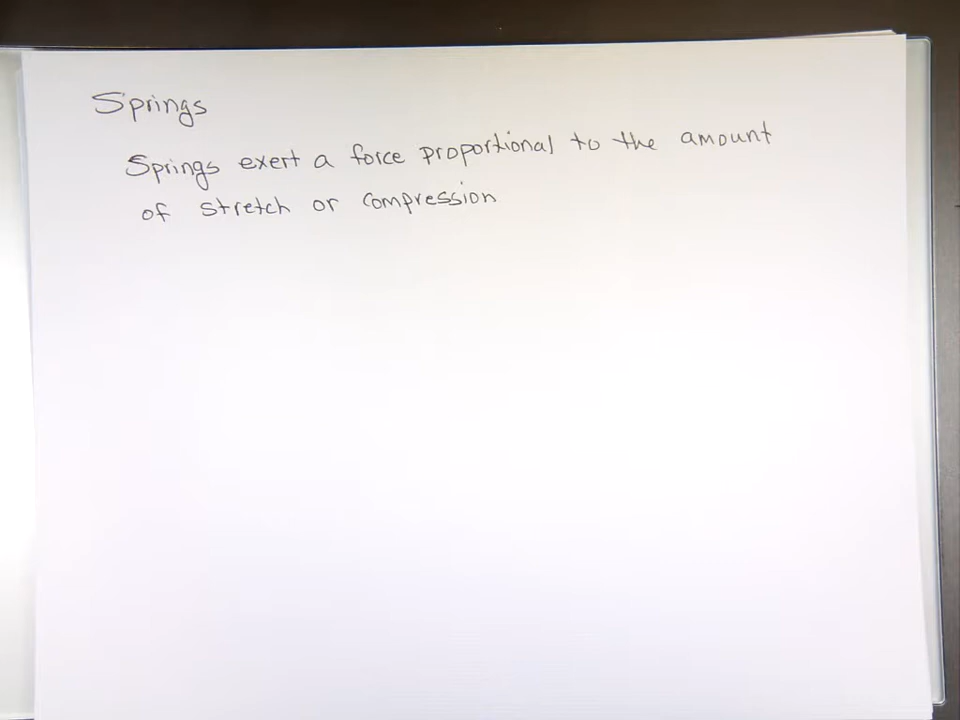 Springs
Springs exert a force proportional to the amount
of stretch or compression